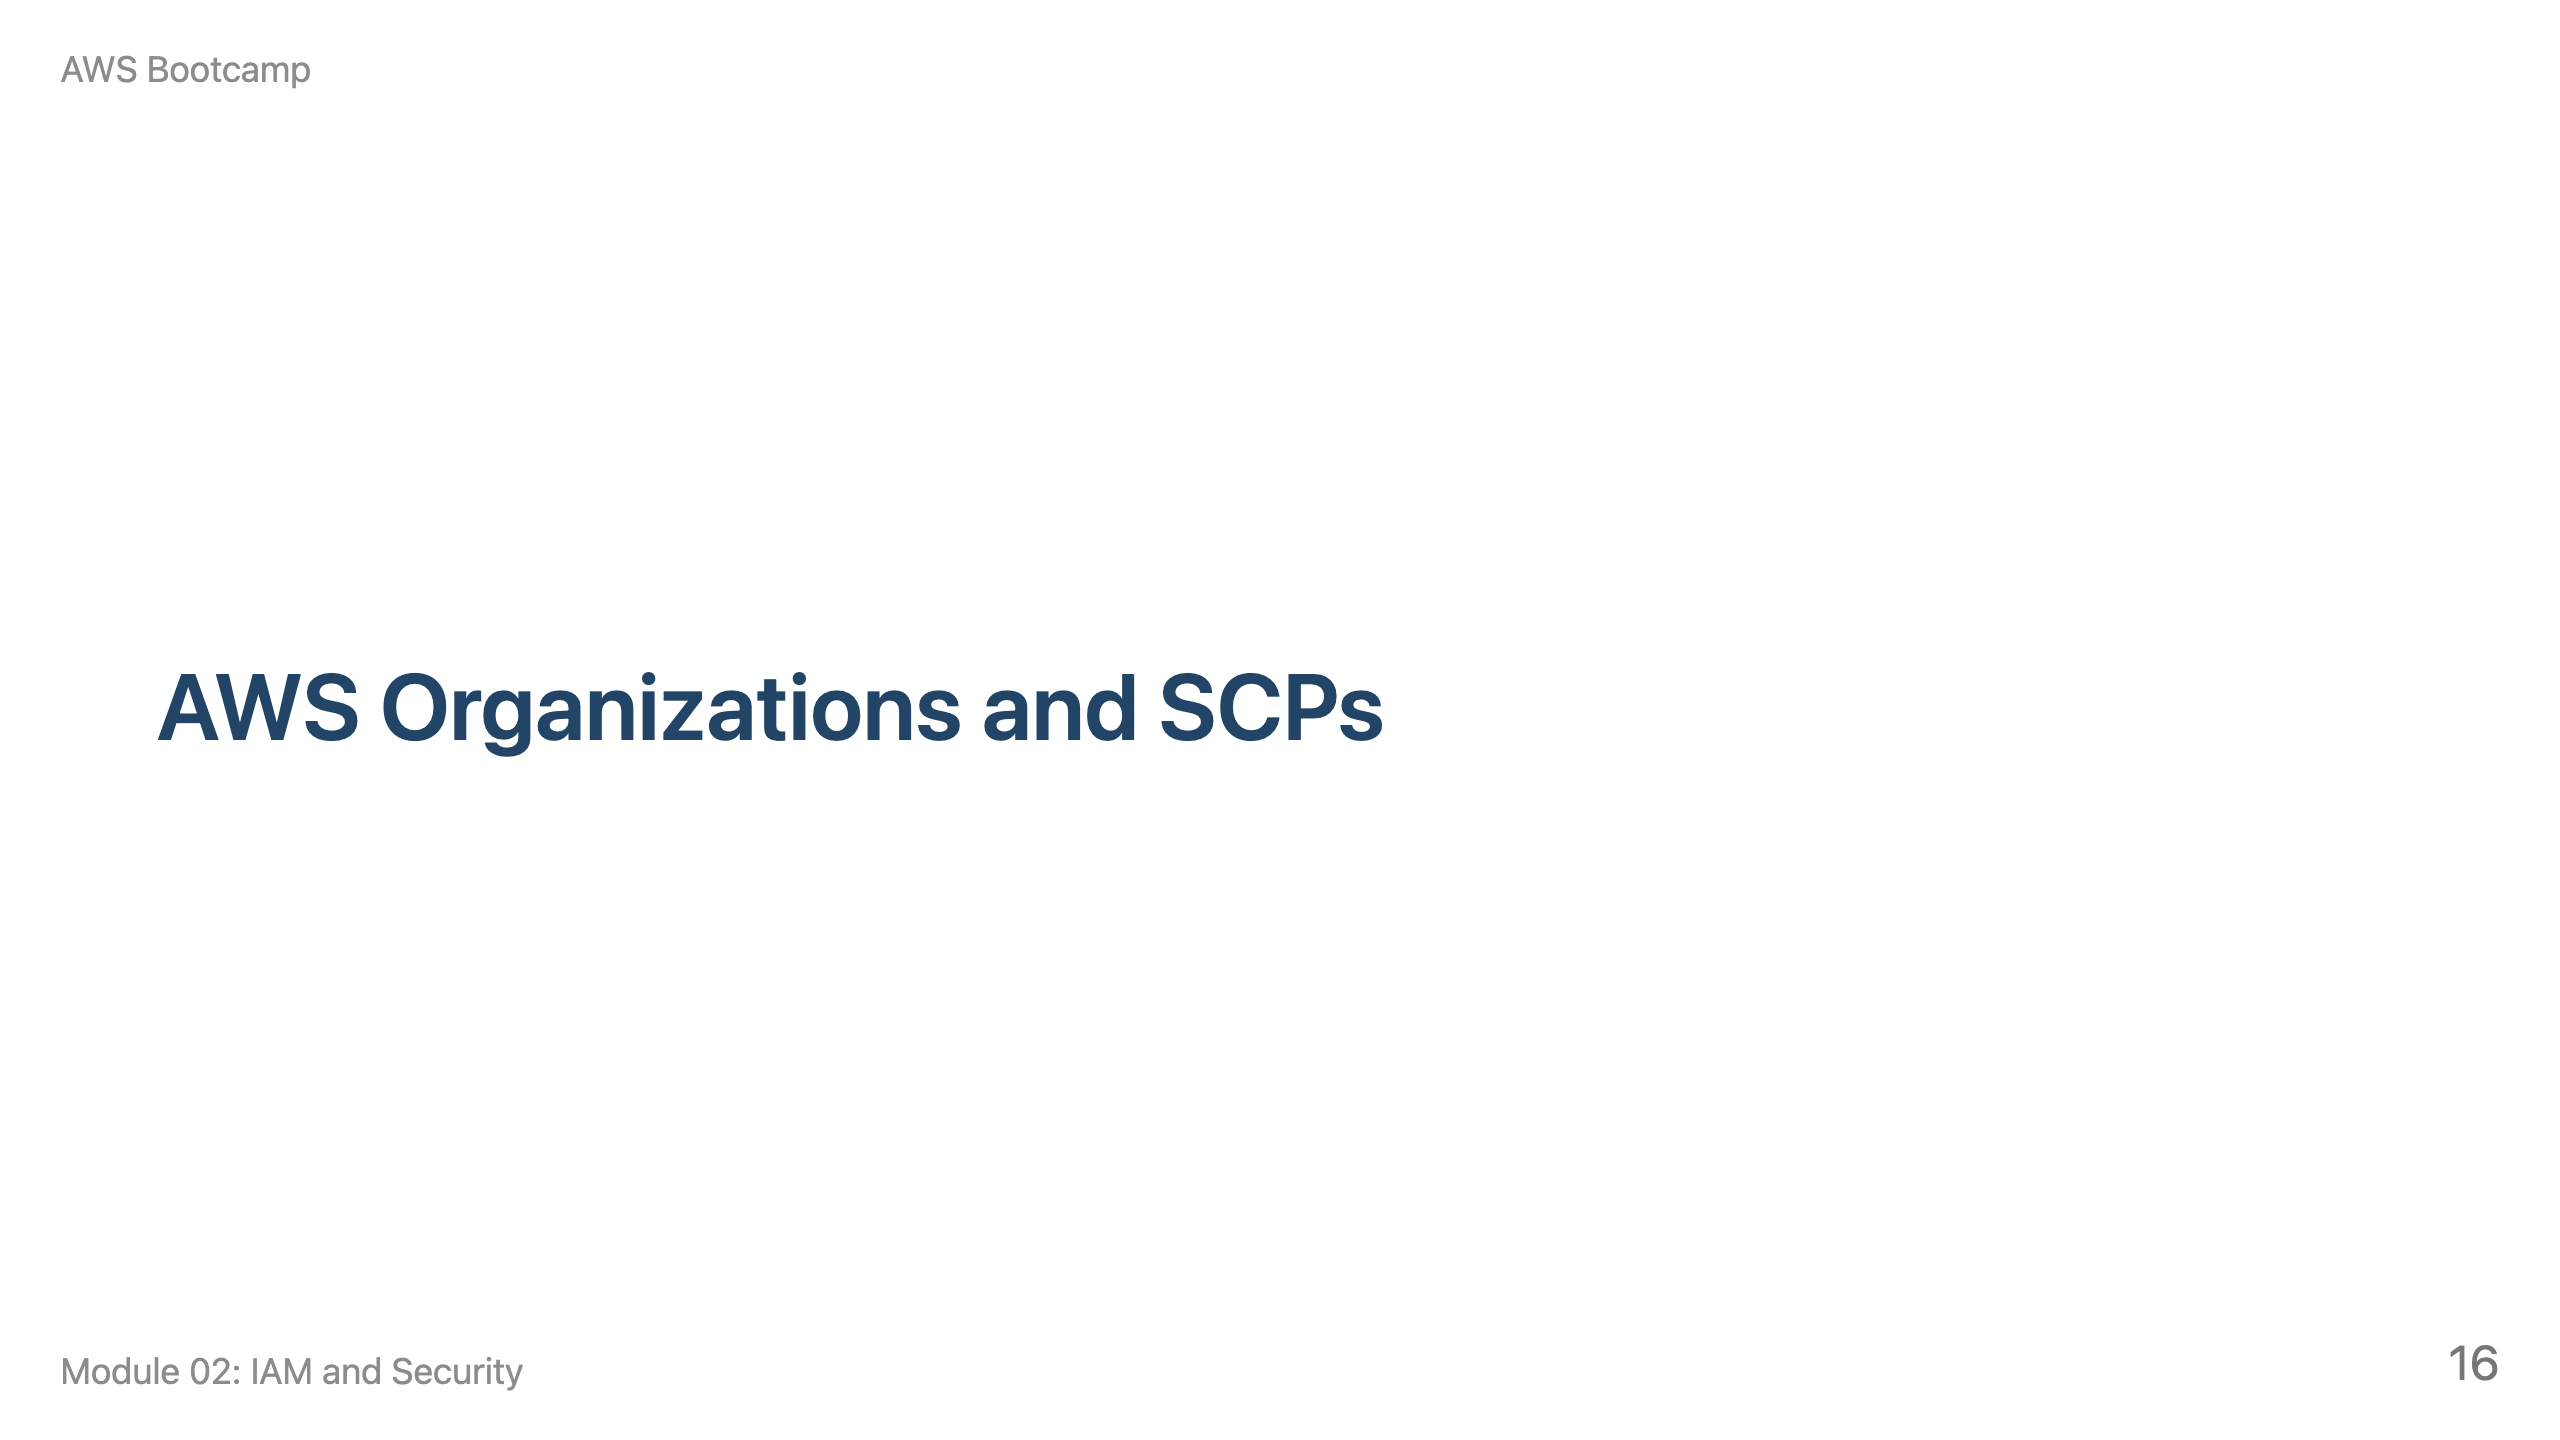 AWS Bootcamp
AWS Organizations and SCPs
Module 02: IAM and Security
16